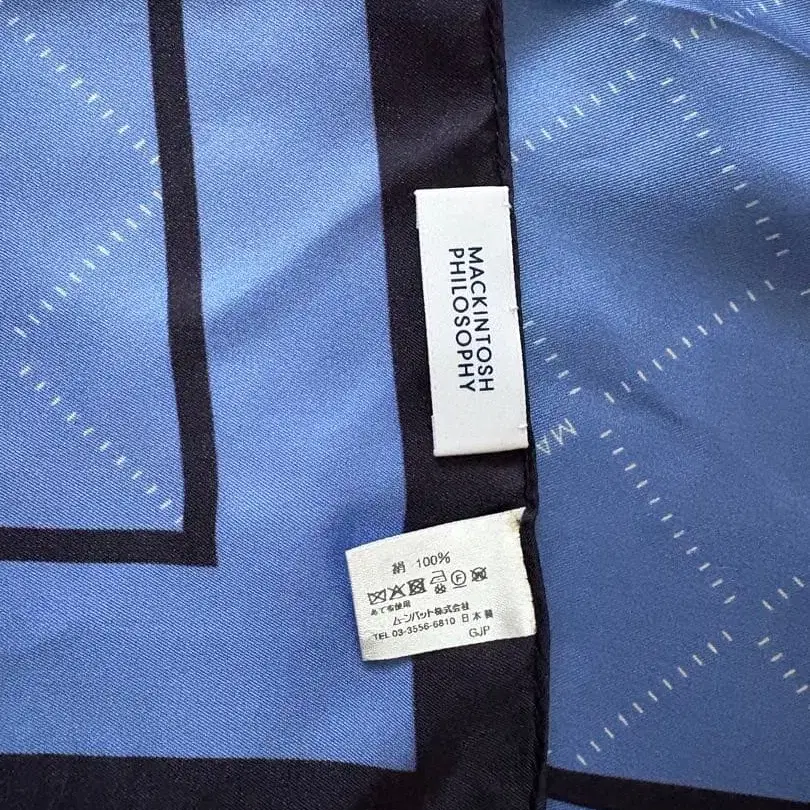 MACKINTOSH
PHILOSOPHY
MA
絹 100%
あて布使用
ムーンバット株式会社
TEL 03-3556-6810 日本製
GJP